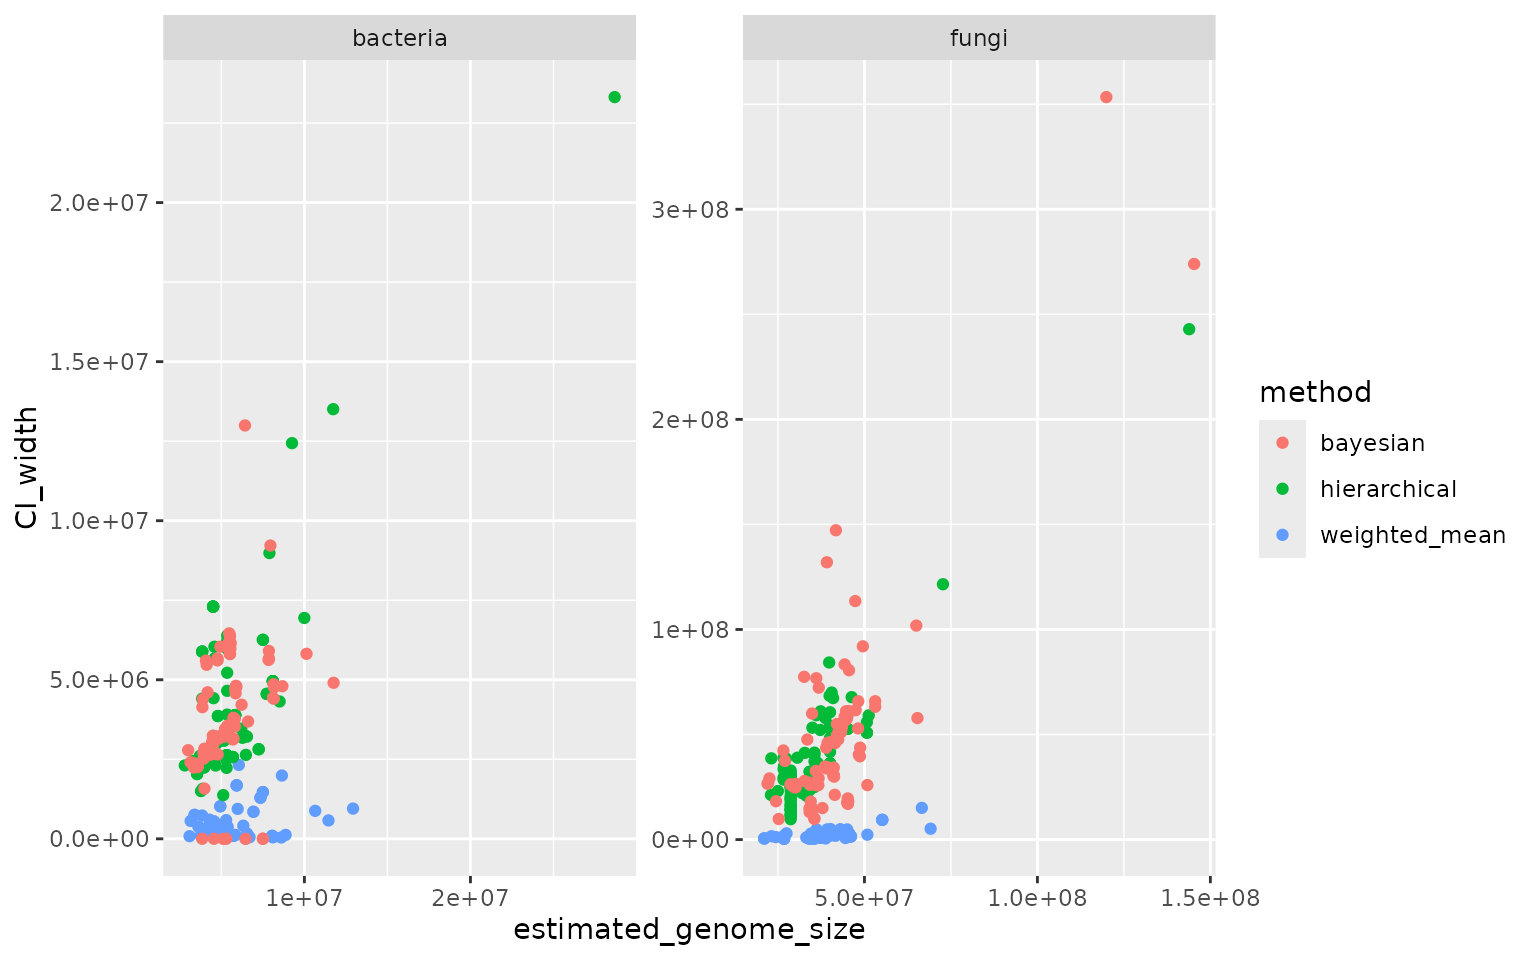 bacteria
fungi
CI_width
2.0e+07
1.5e+07
1.0e+07
5.0e+06
0.0e+00
3e+08
2e+08
1e+08
0e+00
1e+07
2e+07
5.0e+07
1.0e+08
1.5e+08
estimated_genome_size
method
bayesian
hierarchical
weighted_mean